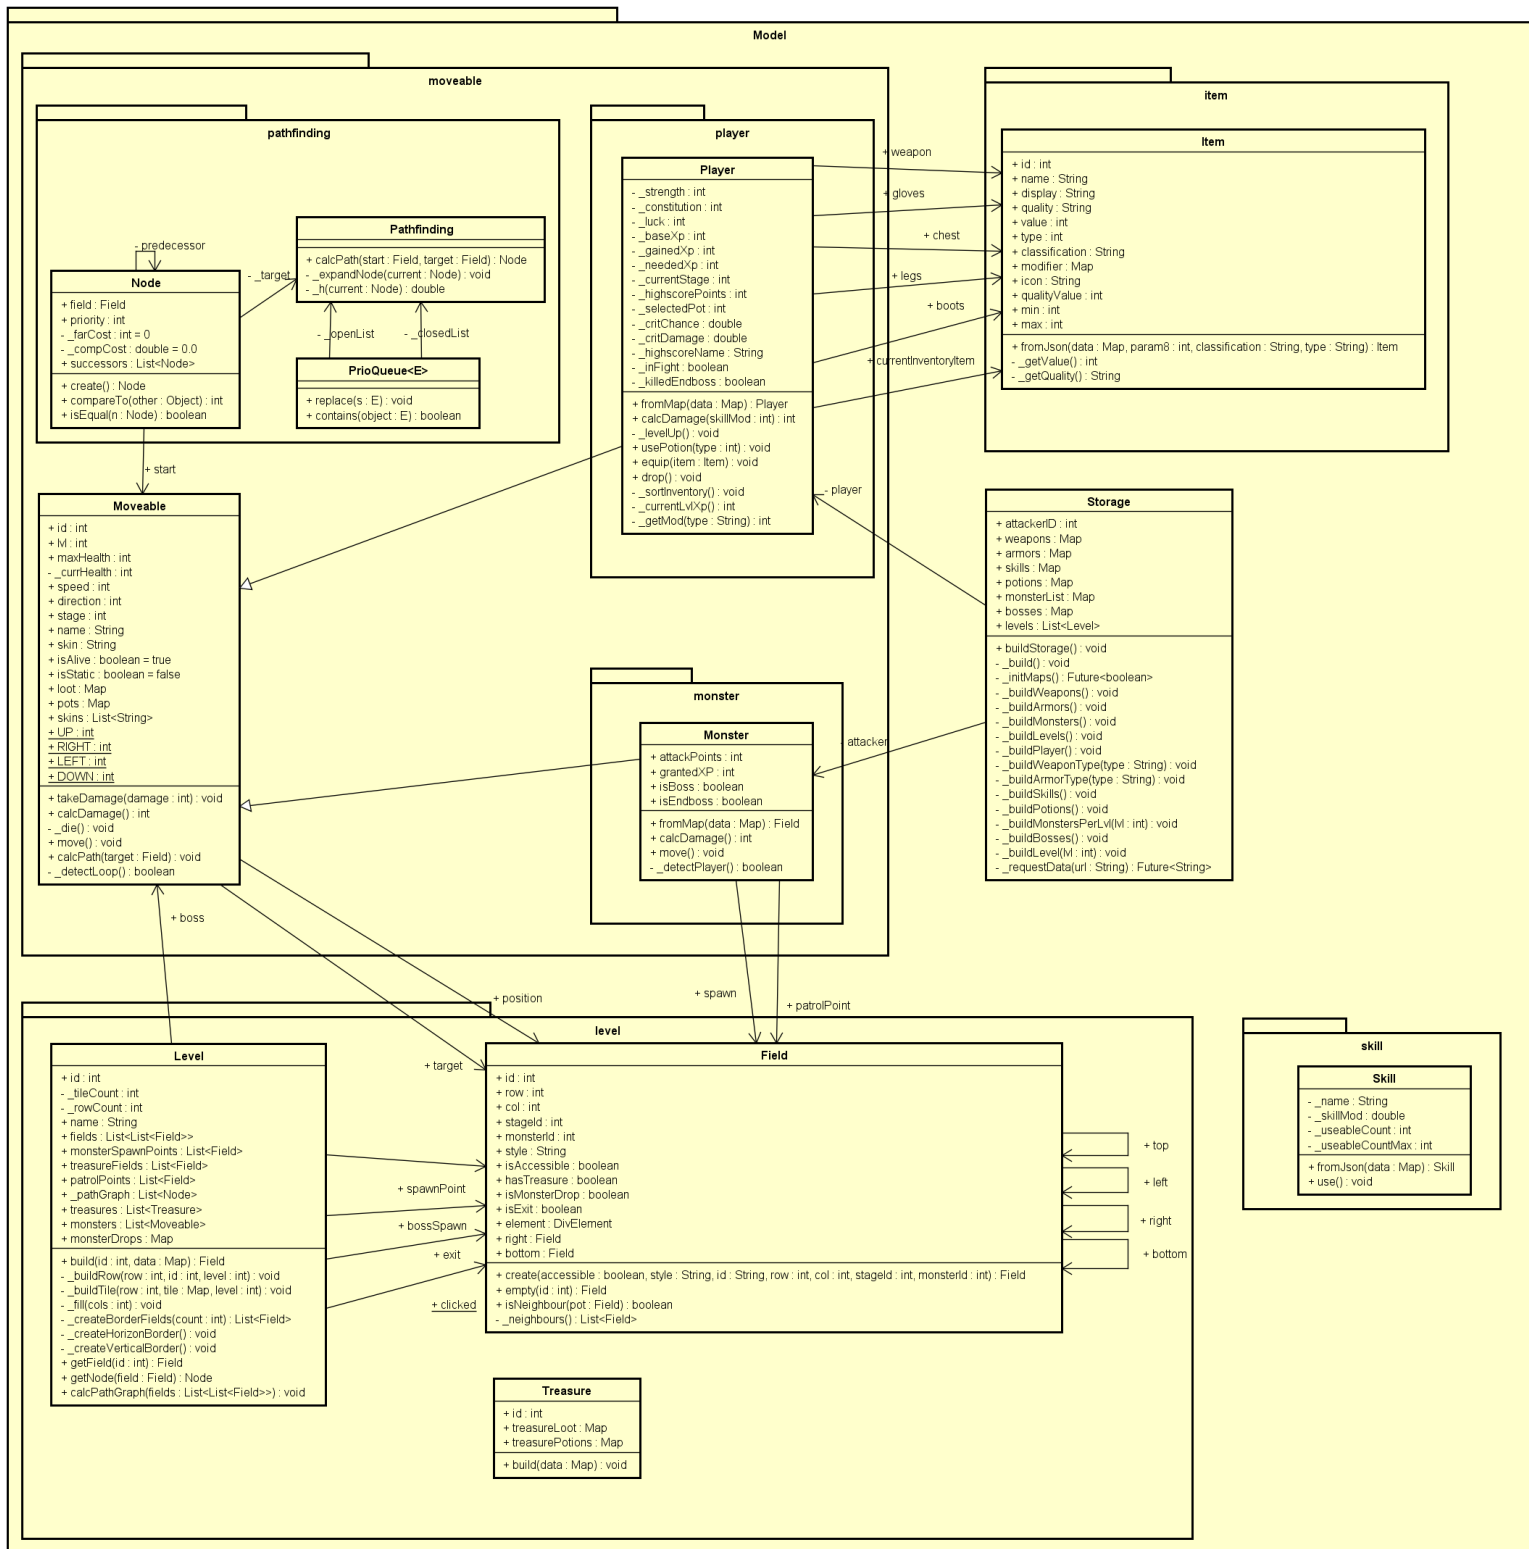 Model
moveable
pathfinding
- predecessor
Node
+ field : Field
+ priority : int
- _farCost : int = 0
- _compCost : double = 0.0
+ successors : List<Node>
+ create() : Node
+ compareTo(other : Object) : int
+ isEqual(n : Node) : boolean
- _target
Pathfinding
+ calcPath(start : Field, target : Field) : Node
- _expandNode(current : Node) : void
- _h(current : Node) : double
- _openList
- _closedList
PrioQueue<E>
+ replace(s : E) : void
+ contains(object : E) : boolean
+ start
Moveable
+ id : int
+ lvl : int
+ maxHealth : int
- _currHealth : int
+ speed : int
+ direction : int
+ stage : int
+ name : String
+ skin : String
+ isAlive : boolean = true
+ isStatic : boolean = false
+ loot : Map
+ pots : Map
+ skins : List<String>
+ UP : int
+ RIGHT : int
+ LEFT : int
+ DOWN : int
+ takeDamage(damage : int) : void
+ calcDamage() : int
- _die() : void
+ move() : void
+ calcPath(target : Field) : void
- _detectLoop() : boolean
player
Player
- _strength : int
- _constitution : int
- _luck : int
- _baseXp : int
- _gainedXp : int
- _neededXp : int
- _currentStage : int
- _highscorePoints : int
- _selectedPot : int
- _critChance : double
- _critDamage : double
- _highscoreName : String
- _inFight : boolean
- _killedEndboss : boolean
+ fromMap(data : Map) : Player
+ calcDamage(skillMod : int) : int
- _levelUp() : void
+ usePotion(type : int) : void
+ equip(item : Item) : void
+ drop() : void
- _sortInventory() : void
- _currentLvlXp() : int
- _getMod(type : String) : int
+ weapon
+ gloves
+ chest
+ legs
+ boots
+ currentInventoryItem
item
Item
+ id : int
+ name : String
+ display : String
+ quality : String
+ value : int
+ type : int
+ classification : String
+ modifier : Map
+ icon : String
+ qualityValue : int
+ min : int
+ max : int
+ fromJson(data : Map, param8 : int, classification : String, type : String) : Item
- _getValue() : int
- _getQuality() : String
- player
Storage
+ attackerID : int
+ weapons : Map
+ armors : Map
+ skills : Map
+ potions : Map
+ monsterList : Map
+ bosses : Map
+ levels : List<Level>
+ buildStorage() : void
- _build() : void
- _initMaps() : Future<boolean>
- _buildWeapons() : void
- _buildArmors() : void
- _buildMonsters() : void
- _buildLevels() : void
- _buildPlayer() : void
- _buildWeaponType(type : String) : void
- _buildArmorType(type : String) : void
- _buildSkills() : void
- _buildPotions() : void
- _buildMonstersPerLvl(lvl : int) : void
- _buildBosses() : void
- _buildLevel(lvl : int) : void
- _requestData(url : String) : Future<String>
monster
attacker
Monster
+ attackPoints : int
+ grantedXP : int
+ isBoss : boolean
+ isEndboss : boolean
+ fromMap(data : Map) : Field
+ calcDamage() : int
+ move() : void
- _detectPlayer() : boolean
+ boss
+ position
+ spawn
+ patrolPoint
+ target
level
Level
+ id : int
- _tileCount : int
- _rowCount : int
+ name : String
+ fields : List<List<Field>>
+ monsterSpawnPoints : List<Field>
+ treasureFields : List<Field>
+ patrolPoints : List<Field>
+ _pathGraph : List<Node>
+ treasures : List<Treasure>
+ monsters : List<Moveable>
+ monsterDrops : Map
+ build(id : int, data : Map) : Field
- _buildRow(row : int, id : int, level : int) : void
- _buildTile(row : int, tile : Map, level : int) : void
- _fill(cols : int) : void
- _createBorderFields(count : int) : List<Field>
- _createHorizonBorder() : void
- _createVerticalBorder() : void
+ getField(id : int) : Field
+ getNode(field : Field) : Node
+ calcPathGraph(fields : List<List<Field>>) : void
+ spawnPoint
+ bossSpawn
+ exit
+ clicked
Field
+ id : int
+ row : int
+ col : int
+ stageId : int
+ monsterId : int
+ style : String
+ isAccessible : boolean
+ hasTreasure : boolean
+ isMonsterDrop : boolean
+ isExit : boolean
+ element : DivElement
+ right : Field
+ bottom : Field
+ create(accessible : boolean, style : String, id : String, row : int, col : int, stageId : int, monsterId : int) : Field
+ empty(id : int) : Field
+ isNeighbour(pot : Field) : boolean
- _neighbours() : List<Field>
+ top
+ left
+ right
+ bottom
Treasure
+ id : int
+ treasureLoot : Map
+ treasurePotions : Map
+ build(data : Map) : void
skill
Skill
- _name : String
- _skillMod : double
- _useableCount : int
- _useableCountMax : int
+ fromJson(data : Map) : Skill
+ use() : void